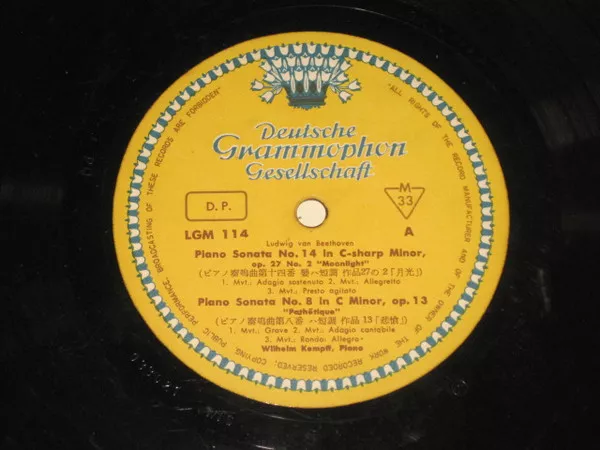 "ALL RIGHTS OF THE RECORD MANUFACTURER AND OF THE OWNER OF THE WORK RECORDED RESERVED, COPYING, PUBLIC PERFORMANCE, BROADCASTING OF THESE RECORDS ARE FORBIDDEN"
Deutsche
Grammophon
Gesellschaft
D. P.
M
33
LGM 114
A
Ludwig van Beethoven
Piano Sonata No. 14 in C-sharp Minor,
op. 27 No. 2 "Moonlight"
(ピアノ奏鳴曲第十四番 嬰ハ短調 作品27の2「月光」)
1. Mvt.: Adagio sostenuto 2. Mvt.: Allegretto
3. Mvt.: Presto agitato
Piano Sonata No. 8 in C Minor, op. 13
"Pathétique"
(ピアノ奏鳴曲第八番 ハ短調 作品 13「悲愴」)
1. Mvt.: Grave 2. Mvt.: Adagio cantabile
3. Mvt.: Rondo: Allegro
Wilhelm Kempff, Piano